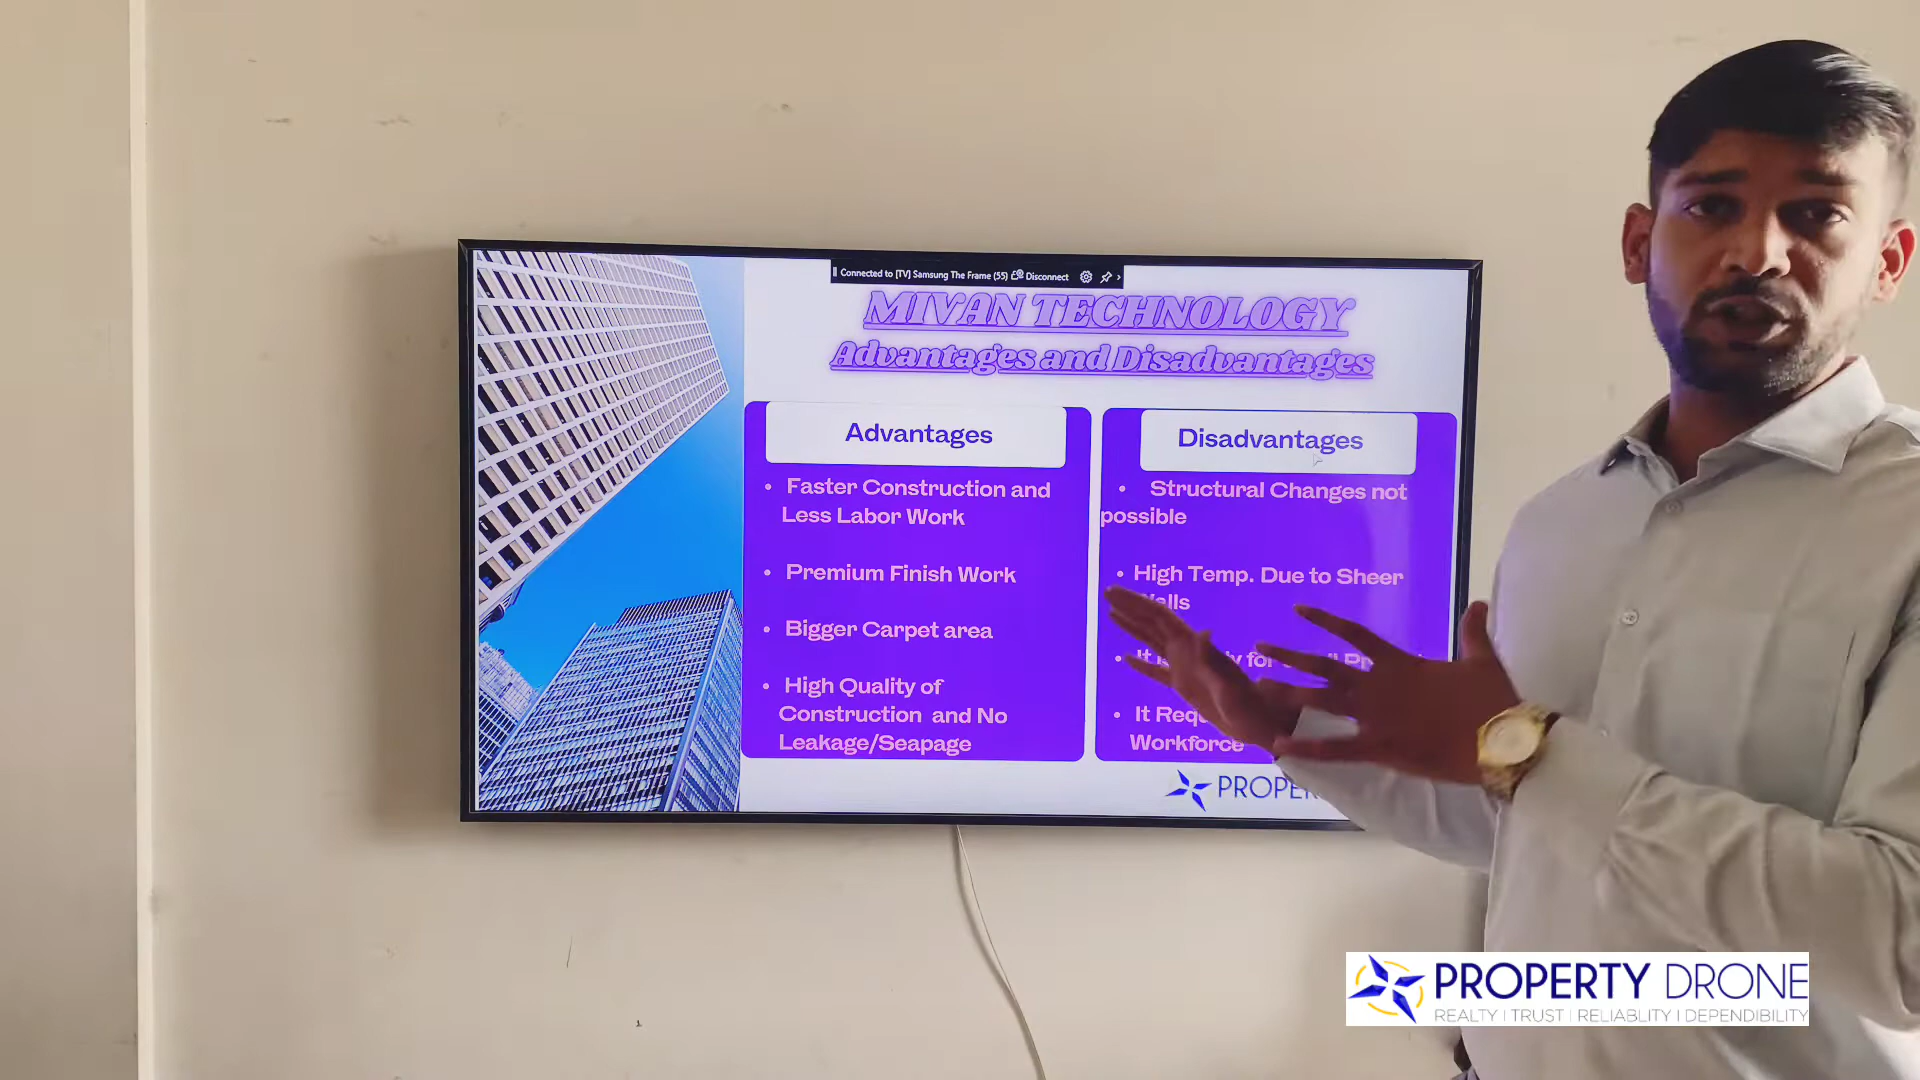 Connected to [TV] Samsung The Frame (55) Disconnect
MIVAN TECHNOLOGY
Advantages and Disadvantages
Advantages
• Faster Construction and
Less Labor Work
• Premium Finish Work
• Bigger Carpet area
• High Quality of
Construction and No
Leakage/Seapage
Disadvantages
• Structural Changes not
possible
• High Temp. Due to Sheer
• It for
• It
Workforce
PROPERTY DRONE
REALTY | TRUST | RELIABLITY | DEPENDIBILITY